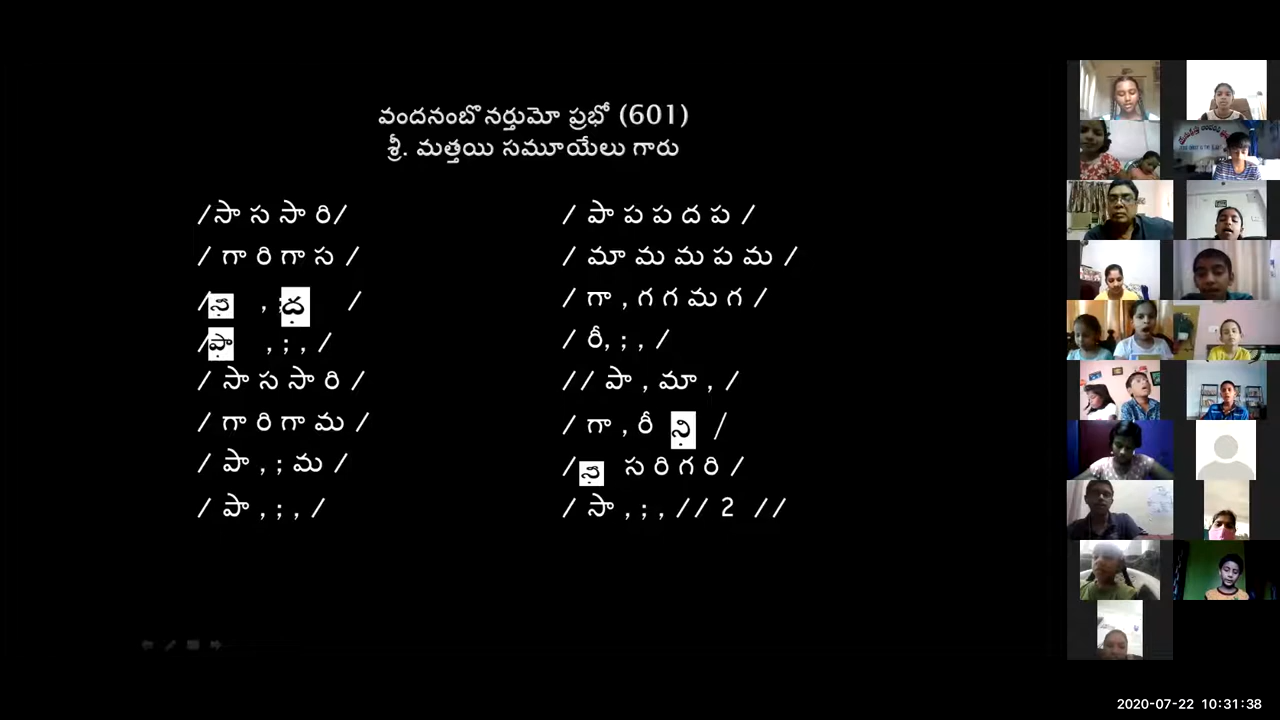 వందనంబొనర్తుమో ప్రభో (601)
శ్రీ. మత్తయి సమూయేలు గారు
/సా స సా రి/
/ గా రి గా స /
/ నీ , ; ద /
/ పా , ; , /
/ సా స సా రి /
/ గా రి గా మ /
/ పా , ; మ /
/ పా , ; , /
/ పా ప ప ద ప /
/ మా మ మ ప మ /
/ గా , గ గ మ గ /
/ రీ, ; , /
// పా , మా , /
/ గా , రీ ని /
/ నీ స రి గ రి /
/ సా , ; , // 2 //
2020-07-22 10:31:38